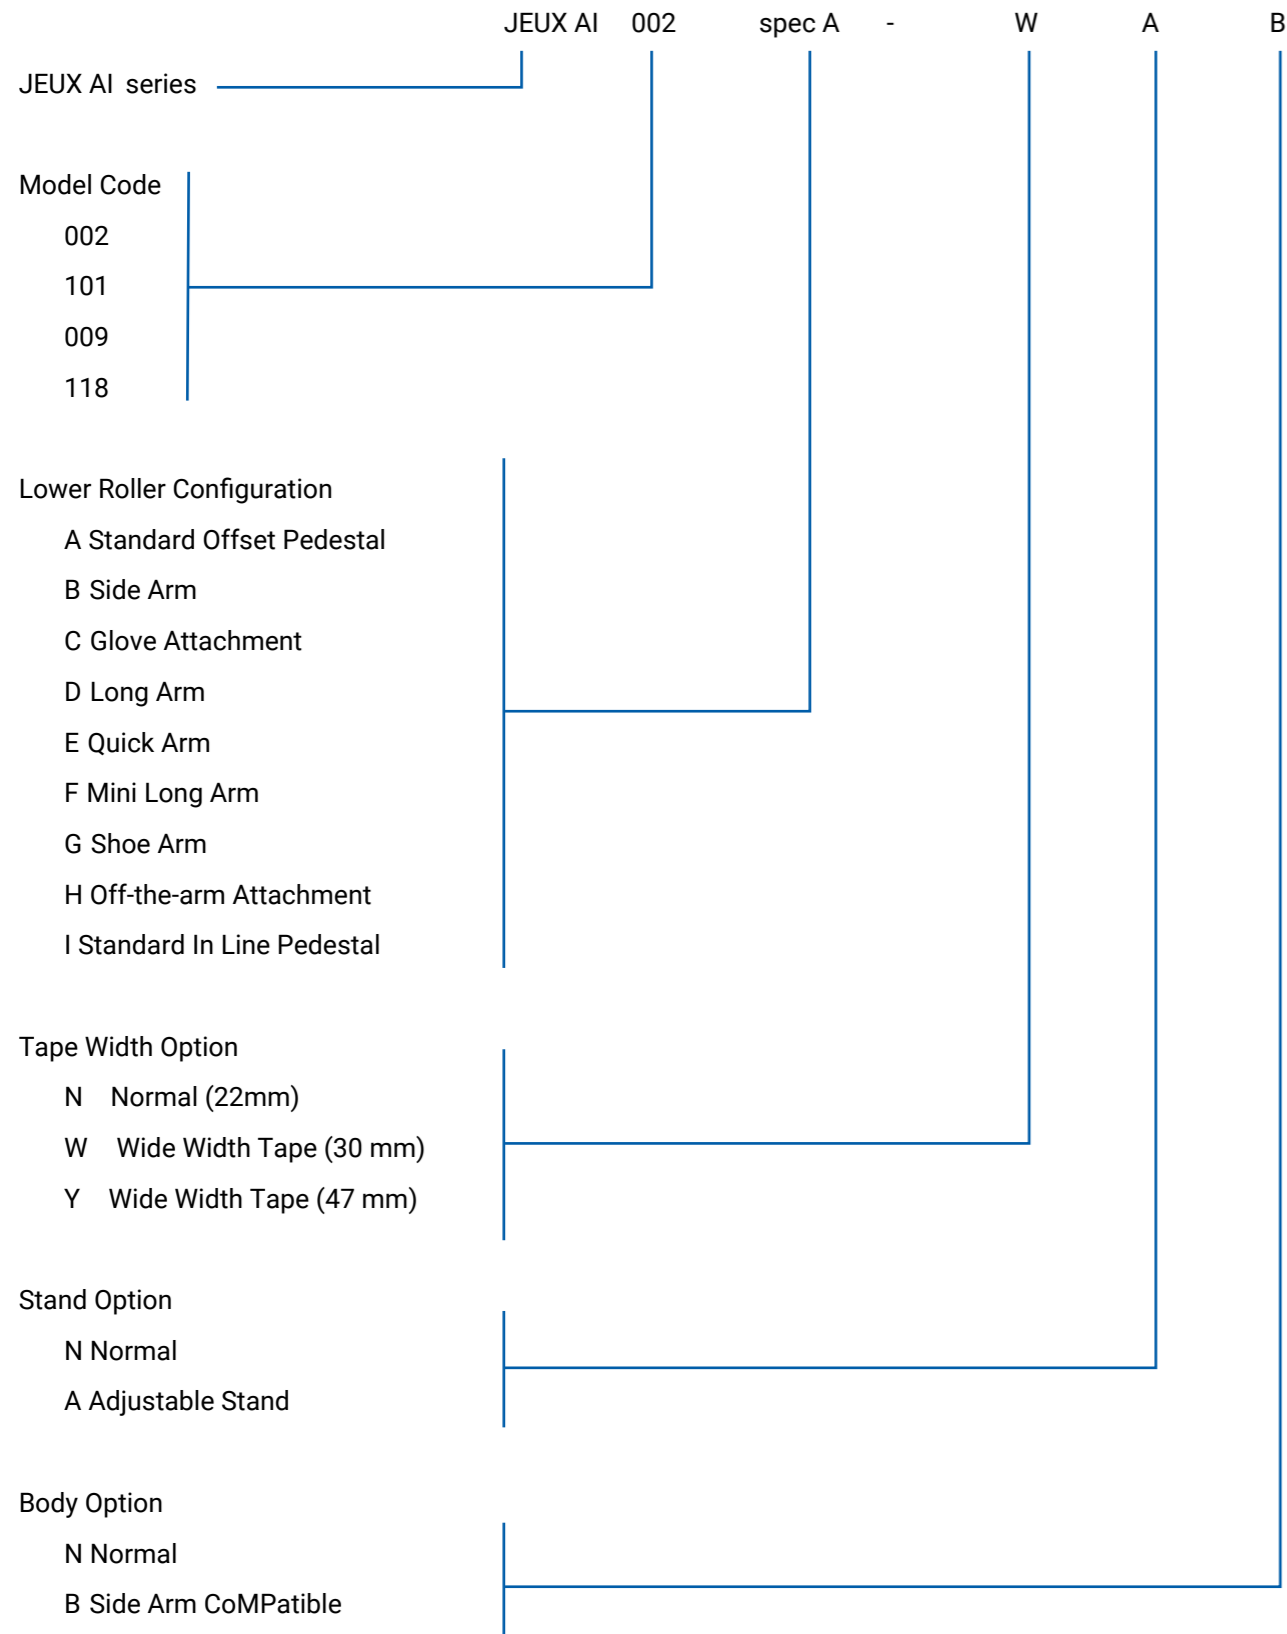 JEUX AI 002 spec A - W A B
JEUX AI series
Model Code
002
101
009
118
Lower Roller Configuration
A Standard Offset Pedestal
B Side Arm
C Glove Attachment
D Long Arm
E Quick Arm
F Mini Long Arm
G Shoe Arm
H Off-the-arm Attachment
I Standard In Line Pedestal
Tape Width Option
N Normal (22mm)
W Wide Width Tape (30 mm)
Y Wide Width Tape (47 mm)
Stand Option
N Normal
A Adjustable Stand
Body Option
N Normal
B Side Arm CoMPatible